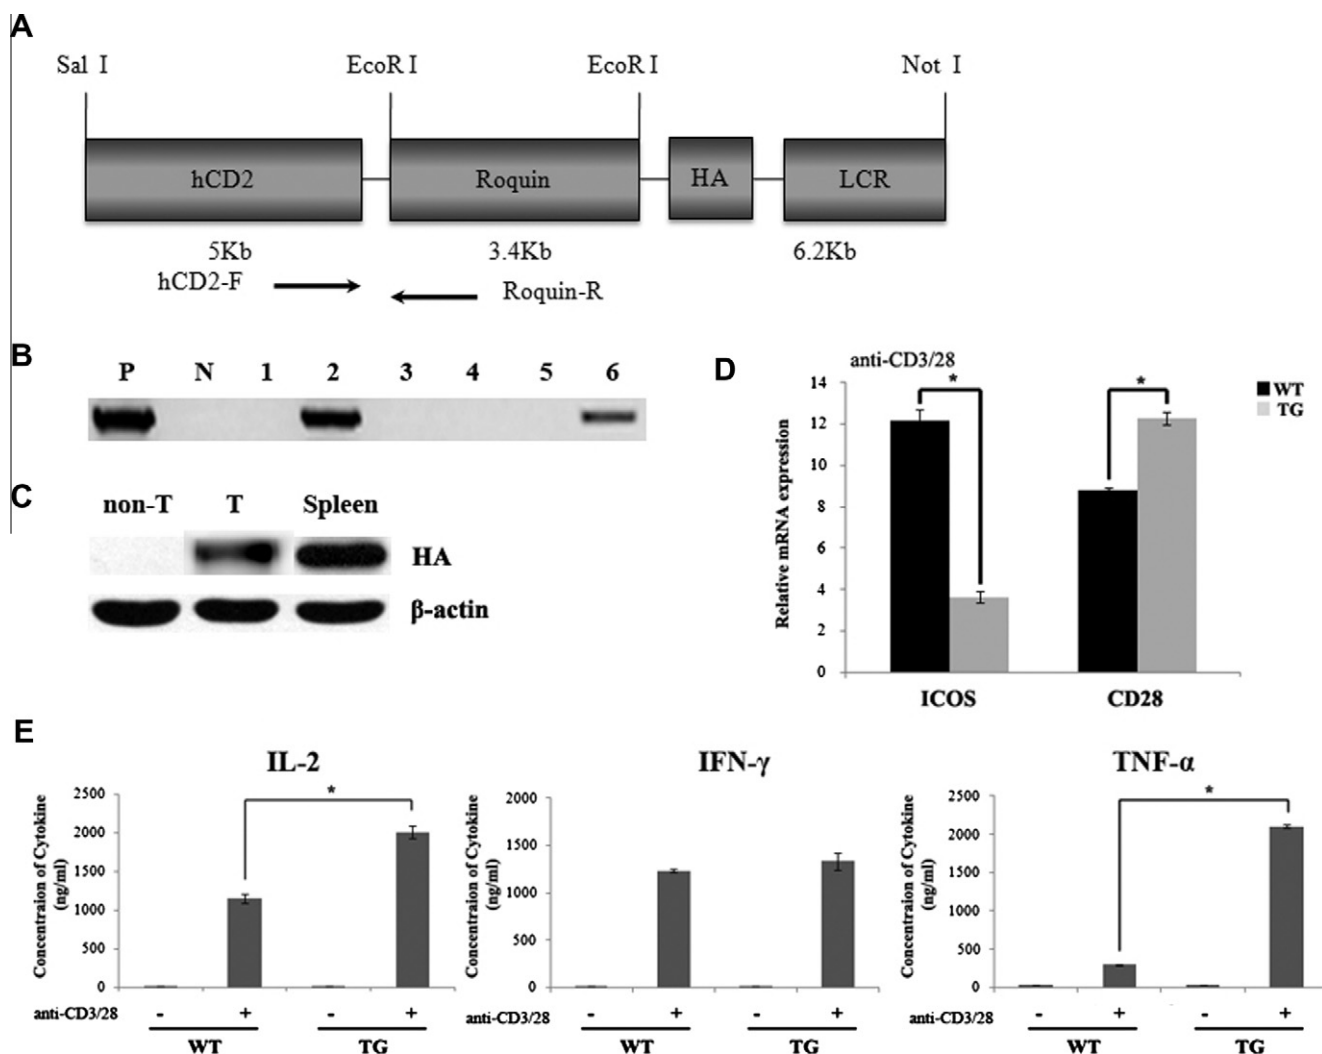 A
Sal I EcoR I EcoR I Not I
hCD2 Roquin HA LCR
5Kb 3.4Kb 6.2Kb
hCD2-F Roquin-R
B
P N 1 2 3 4 5 6
C
non-T T Spleen
HA
β-actin
D
anti-CD3/28
* *
WT
TG
Relative mRNA expression
14
12
10
8
6
4
2
0
ICOS CD28
E
IL-2
Concentraion of Cytokine
(ng/ml)
2500
2000
1500
1000
500
0
*
anti-CD3/28 - + - +
WT TG
IFN-γ
Concentraion of Cytokine
(ng/ml)
2000
1500
1000
500
0
anti-CD3/28 - + - +
WT TG
TNF-α
Concentraion of Cytokine
(ng/ml)
2500
2000
1500
1000
500
0
*
anti-CD3/28 - + - +
WT TG